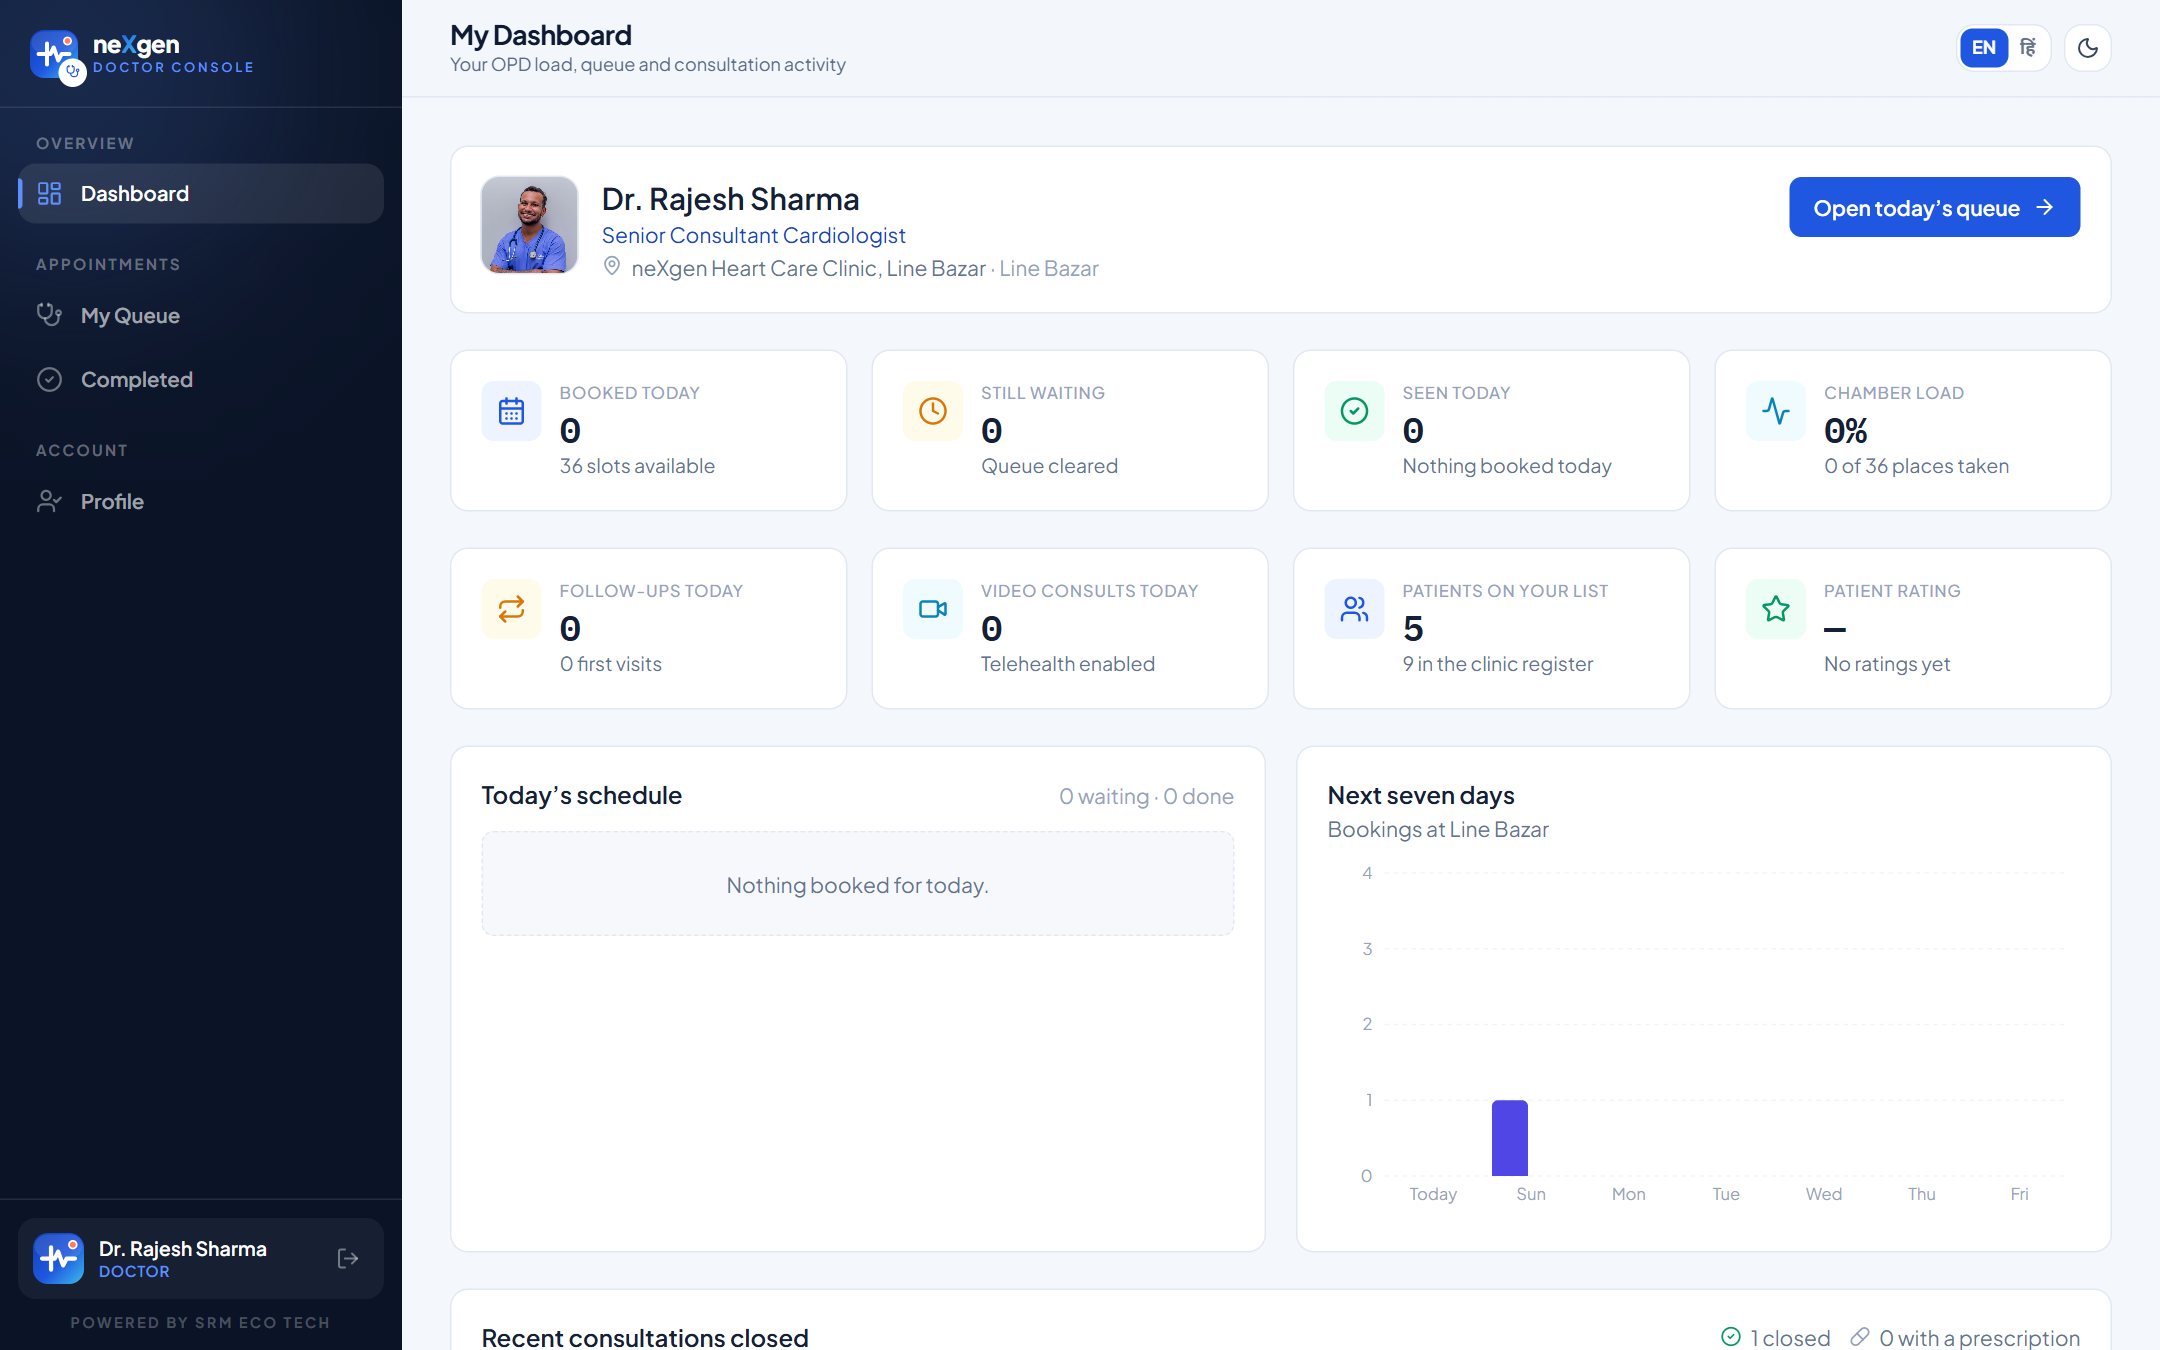 neXgen
DOCTOR CONSOLE
OVERVIEW
Dashboard
APPOINTMENTS
My Queue
Completed
ACCOUNT
Profile
Dr. Rajesh Sharma
DOCTOR
POWERED BY SRM ECO TECH
My Dashboard
Your OPD load, queue and consultation activity
EN हिं
Dr. Rajesh Sharma
Senior Consultant Cardiologist
neXgen Heart Care Clinic, Line Bazar · Line Bazar
Open today’s queue
BOOKED TODAY
0
36 slots available
STILL WAITING
0
Queue cleared
SEEN TODAY
0
Nothing booked today
CHAMBER LOAD
0%
0 of 36 places taken
FOLLOW-UPS TODAY
0
0 first visits
VIDEO CONSULTS TODAY
0
Telehealth enabled
PATIENTS ON YOUR LIST
5
9 in the clinic register
PATIENT RATING
–
No ratings yet
Today’s schedule
0 waiting · 0 done
Nothing booked for today.
Next seven days
Bookings at Line Bazar
4
3
2
1
0
Today Sun Mon Tue Wed Thu Fri
Recent consultations closed
1 closed 0 with a prescription